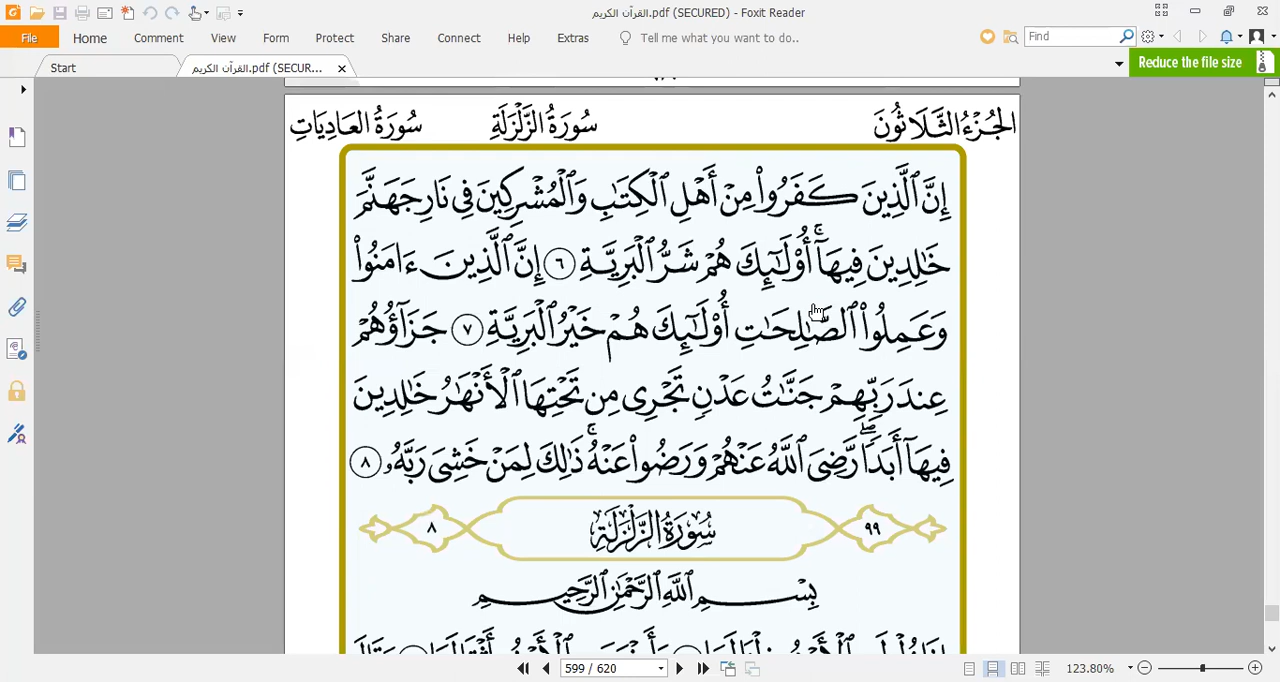 القرآن الكريم.pdf (SECURED) - Foxit Reader
File Home Comment View Form Protect Share Connect Help Extras Tell me what you want to do.. Find
Start القرآن الكريم.pdf (SECUR... Reduce the file size
الجُزْءُ الثَّلَاثُونَ سُورَةُ الزَّلْزَلَةِ سُورَةُ العَادِيَاتِ
إِنَّ ٱلَّذِينَ كَفَرُوا۟ مِنْ أَهْلِ ٱلْكِتَٰبِ وَٱلْمُشْرِكِينَ فِى نَارِ جَهَنَّمَ
خَٰلِدِينَ فِيهَآ ۚ أُو۟لَٰٓئِكَ هُمْ شَرُّ ٱلْبَرِيَّةِ ٦ إِنَّ ٱلَّذِينَ ءَامَنُوا۟
وَعَمِلُوا۟ ٱلصَّٰلِحَٰتِ أُو۟لَٰٓئِكَ هُمْ خَيْرُ ٱلْبَرِيَّةِ ٧ جَزَآؤُهُمْ
عِندَ رَبِّهِمْ جَنَّٰتُ عَدْنٍ تَجْرِى مِن تَحْتِهَا ٱلْأَنْهَٰرُ خَٰلِدِينَ
فِيهَآ أَبَدًا ۖ رَّضِىَ ٱللَّهُ عَنْهُمْ وَرَضُوا۟ عَنْهُ ۚ ذَٰلِكَ لِمَنْ خَشِىَ رَبَّهُۥ ٨
٩٩ سُورَةُ الزَّلْزَلَةِ ٨
بِسْمِ ٱللَّهِ ٱلرَّحْمَٰنِ ٱلرَّحِيمِ
599 / 620 123.80%